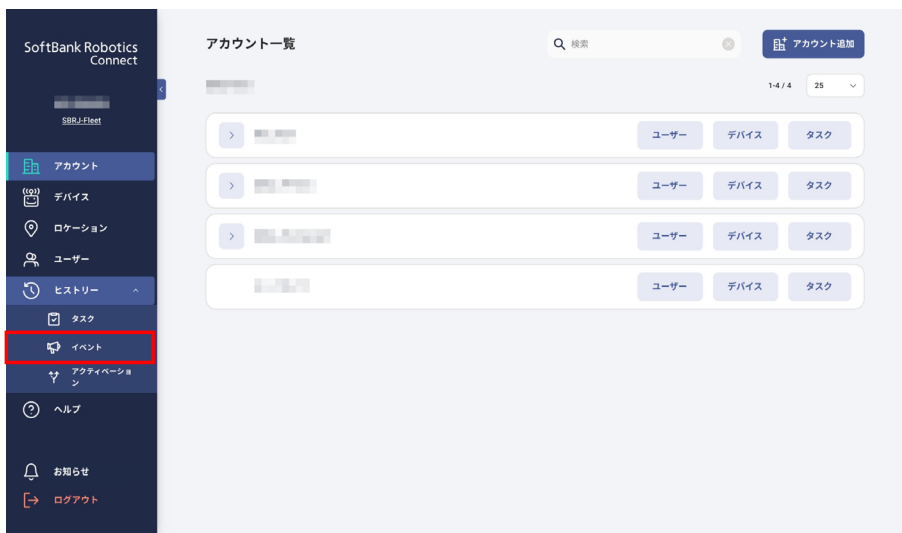 SoftBank Robotics
Connect
SBRJ-Fleet
アカウント
デバイス
ロケーション
ユーザー
ヒストリー
タスク
イベント
アクティベーショ
ン
ヘルプ
お知らせ
ログアウト
アカウント一覧
検索
アカウント追加
1-4 / 4
25
ユーザー デバイス タスク
ユーザー デバイス タスク
ユーザー デバイス タスク
ユーザー デバイス タスク